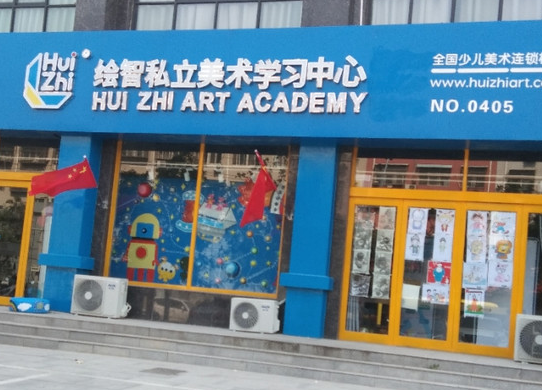 Hui
Zhi
绘智私立美术学习中心
HUI ZHI ART ACADEMY
全国少儿美术连锁
www.huizhiart.c
NO.0405